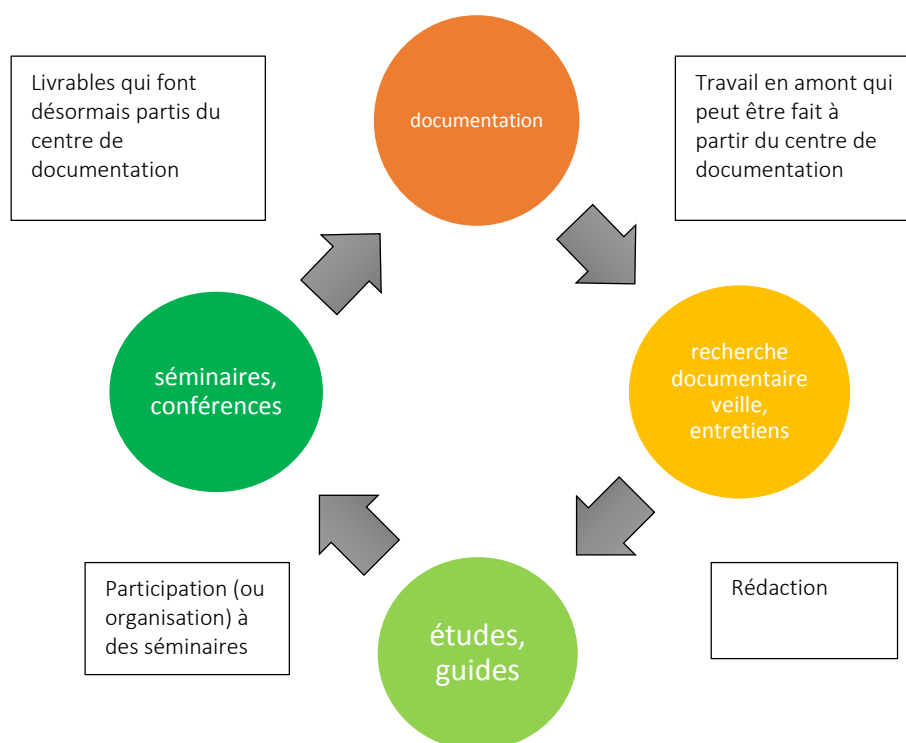 documentation
Livrables qui font
désormais partis du
centre de
documentation
Travail en amont qui
peut être fait à
partir du centre de
documentation
séminaires,
conférences
recherche
documentaire
veille,
entretiens
Participation (ou
organisation) à
des séminaires
études,
guides
Rédaction